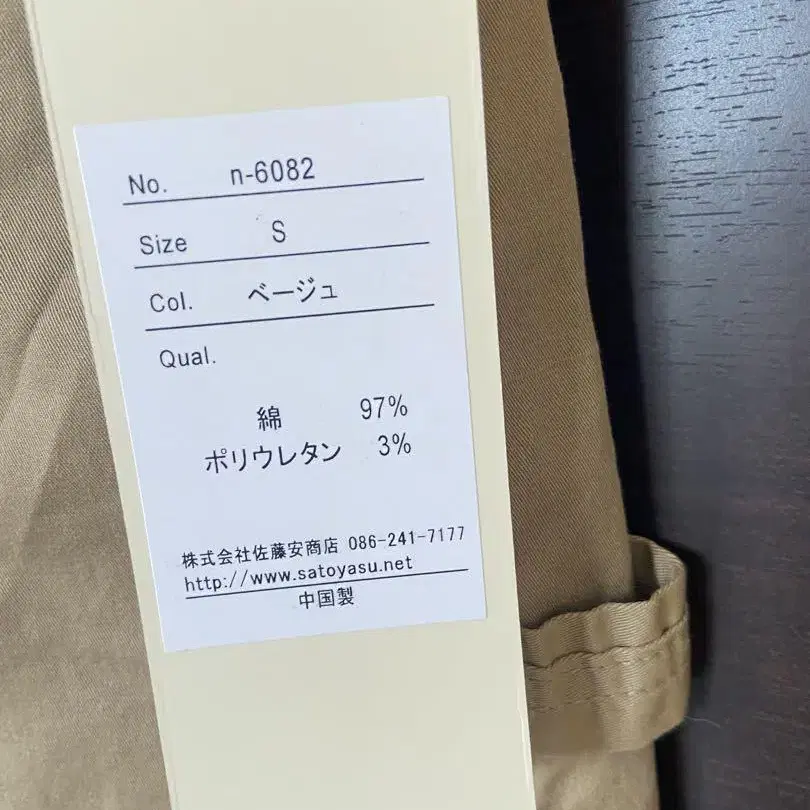 No. n-6082
Size S
Col. ベージュ
Qual.
綿 97%
ポリウレタン 3%
株式会社佐藤安商店 086-241-7177
http://www.satoyasu.net
中国製